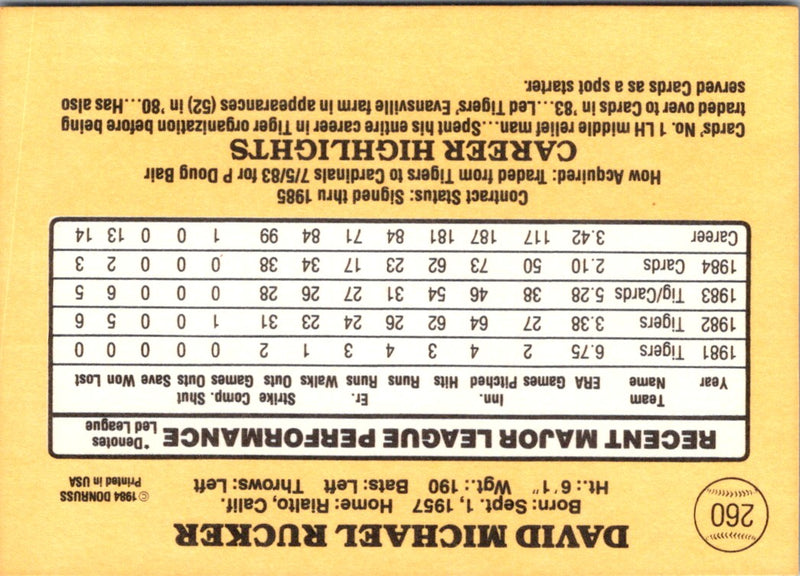 260
DAVID MICHAEL RUCKER
Born: Sept. 1, 1957 Home: Rialto, Calif.
Ht.: 6'1" Wgt.: 190 Bats: Left Throws: Left
© 1984 DONRUSS
Printed in USA
RECENT MAJOR LEAGUE PERFORMANCE
*Denotes
Led League
Year Team Name ERA Games Inn. Pitched Hits Runs Er. Runs Walks Strike Outs Comp. Games Shut Outs Save Won Lost
1981 Tigers 6.75 2 4 3 4 3 1 2 0 0 0 0 0
1982 Tigers 3.38 27 64 62 26 24 23 31 1 0 0 5 6
1983 Tig/Cards 5.28 38 46 54 31 27 26 28 0 0 0 6 5
1984 Cards 2.10 50 73 62 23 17 34 38 0 0 0 2 3
Career 3.42 117 187 181 84 71 84 99 1 0 0 13 14
Contract Status: Signed thru 1985
How Acquired: Traded from Tigers to Cardinals 7/5/83 for P Doug Bair
CAREER HIGHLIGHTS
Cards' No. 1 LH middle relief man...Spent his entire career in Tiger organization before being
traded over to Cards in '83...Led Tigers' Evansville farm in appearances (52) in '80...Has also
served Cards as a spot starter.